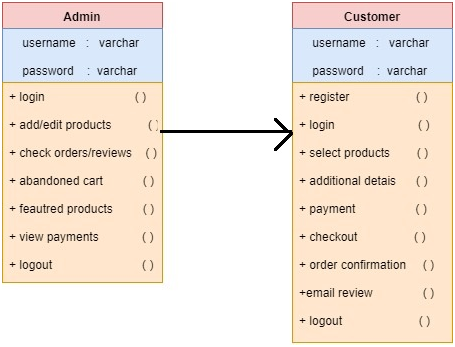 Admin
username : varchar
password : varchar
+ login ( )
+ add/edit products ( )
+ check orders/reviews ( )
+ abandoned cart ( )
+ feautred products ( )
+ view payments ( )
+ logout ( )
Customer
username : varchar
password : varchar
+ register ( )
+ login ( )
+ select products ( )
+ additional detais ( )
+ payment ( )
+ checkout ( )
+ order confirmation ( )
+email review ( )
+ logout ( )